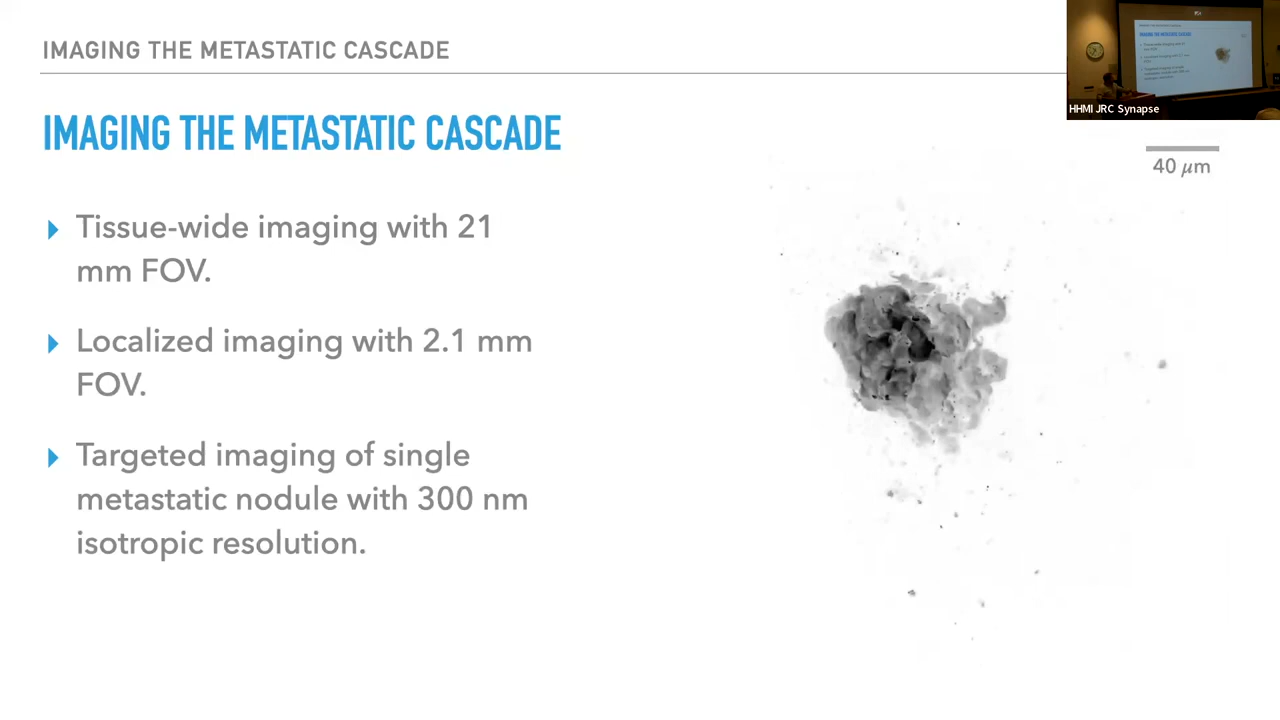 IMAGING THE METASTATIC CASCADE
HHMI JRC Synapse
IMAGING THE METASTATIC CASCADE
40 μm
▸ Tissue-wide imaging with 21
mm FOV.
▸ Localized imaging with 2.1 mm
FOV.
▸ Targeted imaging of single
metastatic nodule with 300 nm
isotropic resolution.